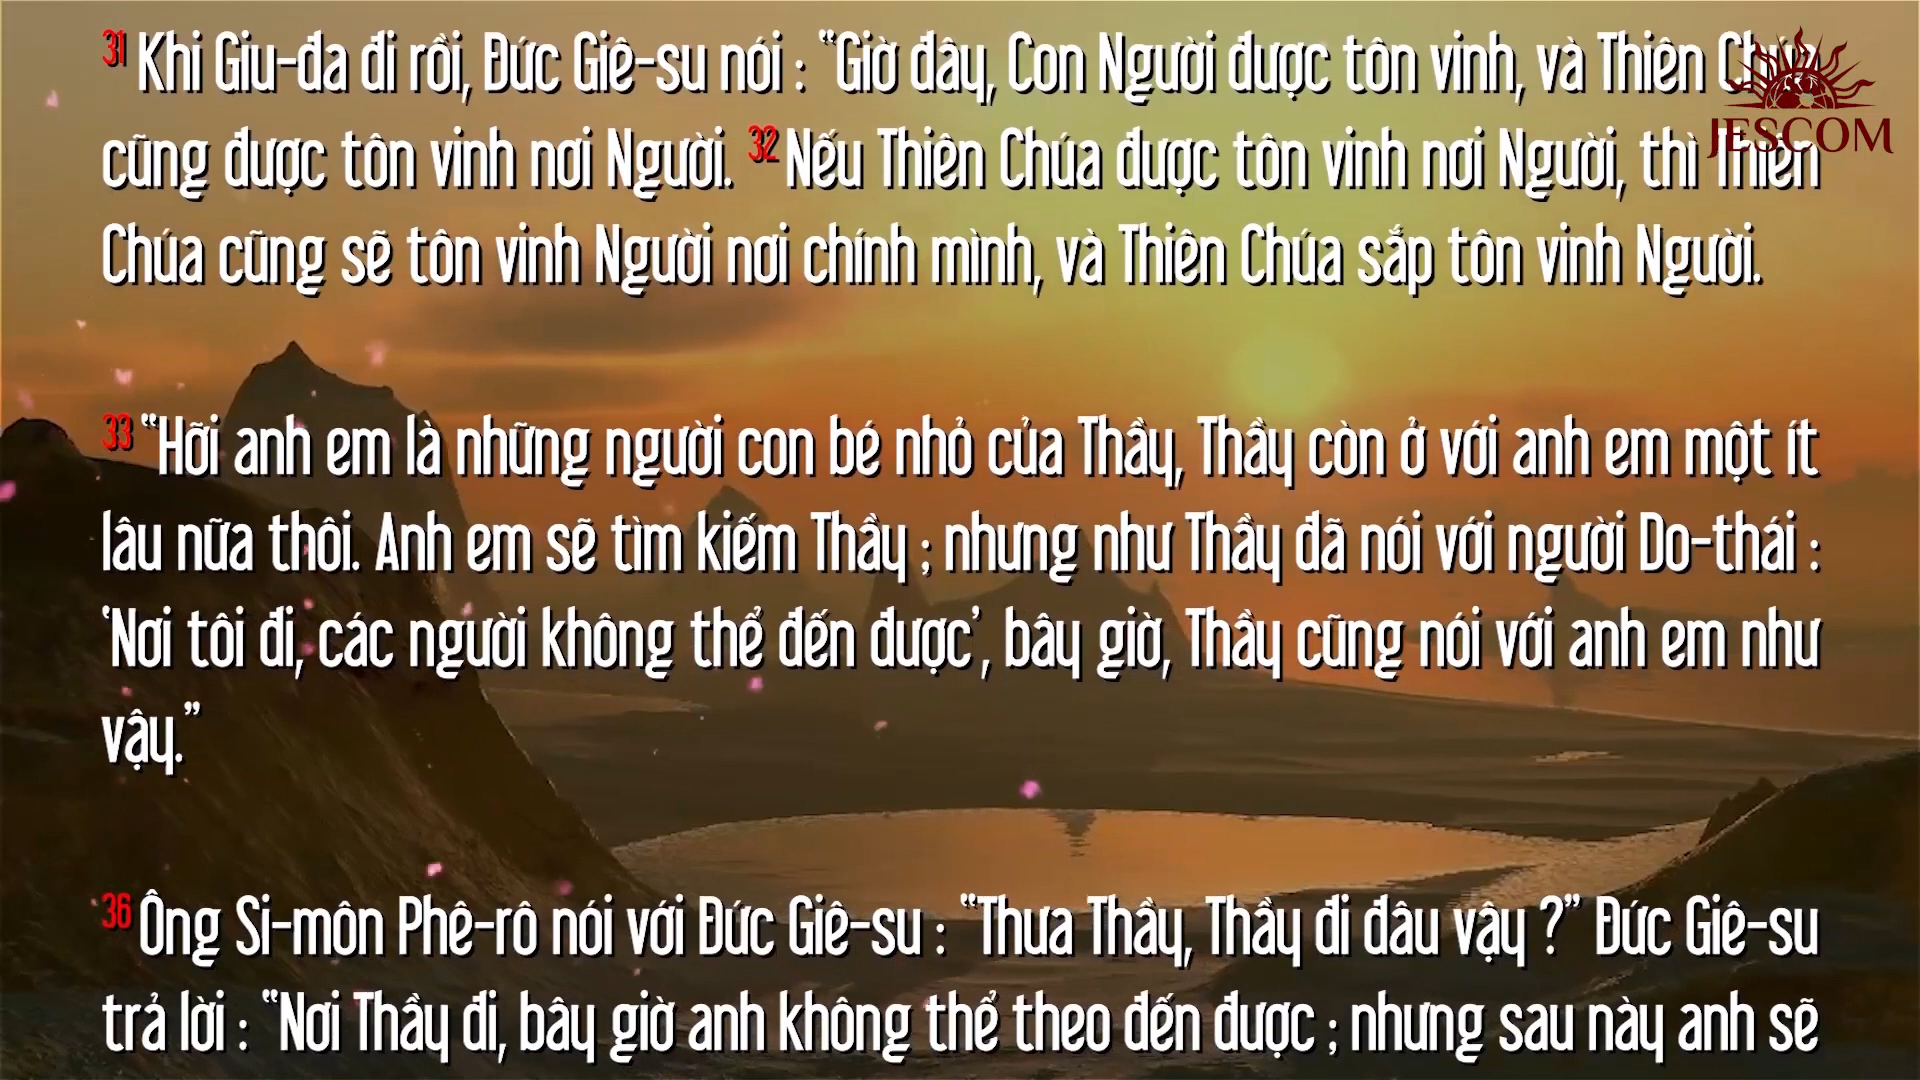 31 Khi Giu-đa đi rồi, Đức Giê-su nói : “Giờ đây, Con Người được tôn vinh, và Thiên Chúa
JESCOM
cũng được tôn vinh nơi Người. 32 Nếu Thiên Chúa được tôn vinh nơi Người, thì Thiên
Chúa cũng sẽ tôn vinh Người nơi chính mình, và Thiên Chúa sắp tôn vinh Người.
33 “Hỡi anh em là những người con bé nhỏ của Thầy, Thầy còn ở với anh em một ít
lâu nữa thôi. Anh em sẽ tìm kiếm Thầy ; nhưng như Thầy đã nói với người Do-thái :
‘Nơi tôi đi, các người không thể đến được’, bây giờ, Thầy cũng nói với anh em như
vậy.”
36 Ông Si-môn Phê-rô nói với Đức Giê-su : “Thưa Thầy, Thầy đi đâu vậy ?” Đức Giê-su
trả lời : “Nơi Thầy đi, bây giờ anh không thể theo đến được ; nhưng sau này anh sẽ